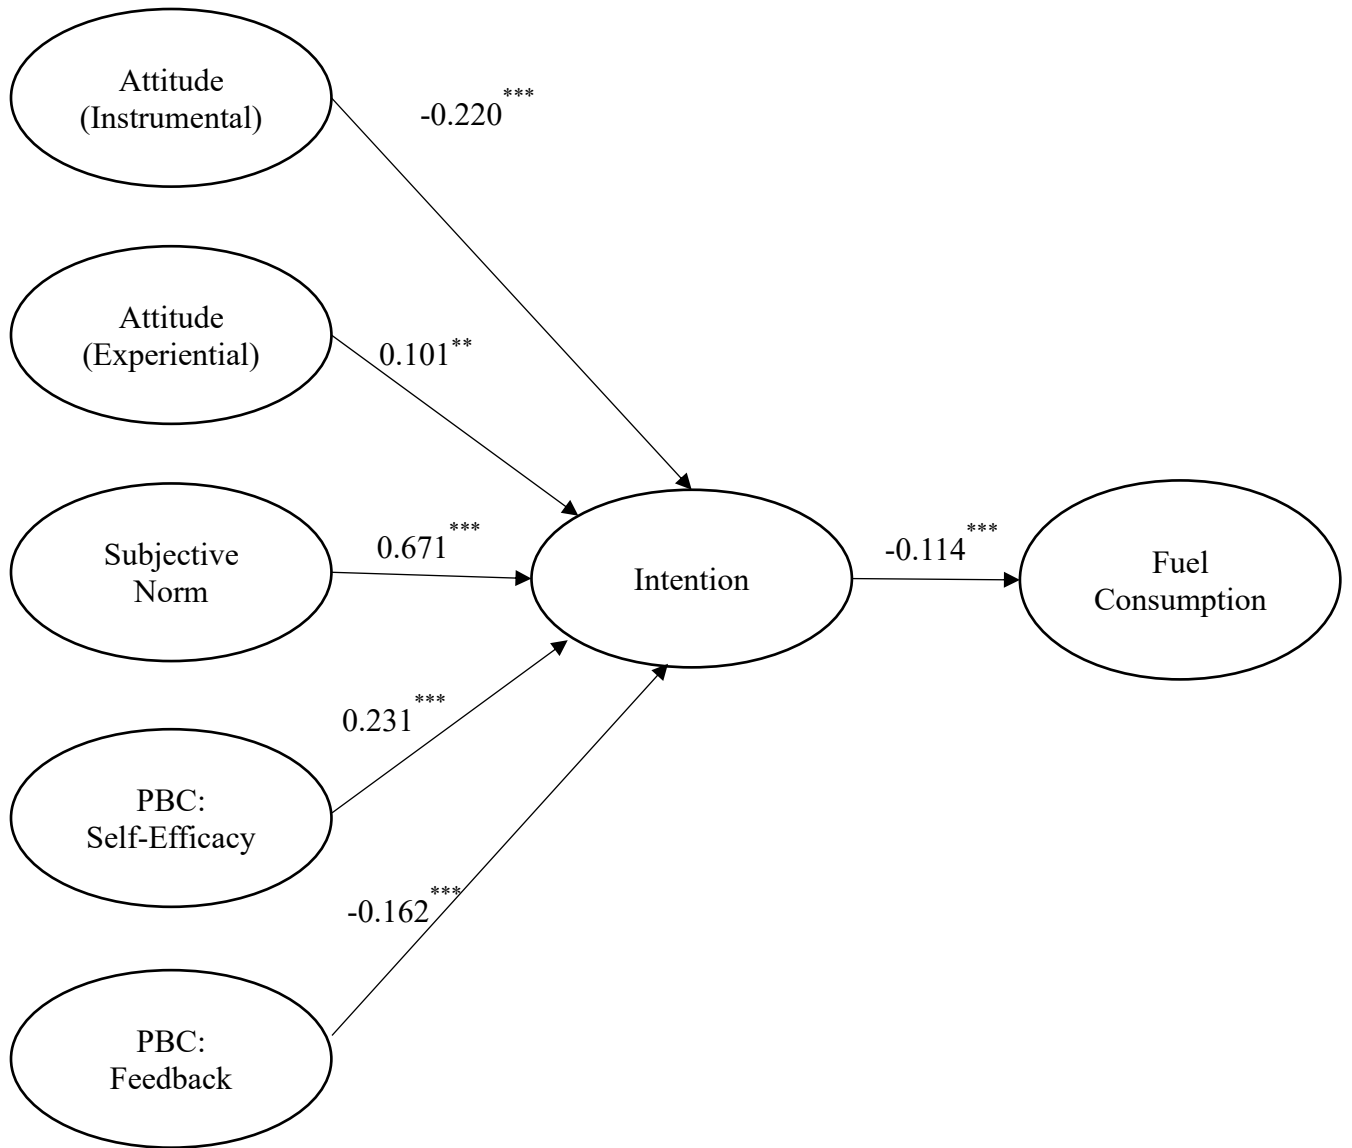 Attitude
(Instrumental)
-0.220***
Attitude
(Experiential)
0.101**
Subjective
Norm
0.671***
Intention
-0.114***
Fuel
Consumption
PBC:
Self-Efficacy
0.231***
PBC:
Feedback
-0.162***